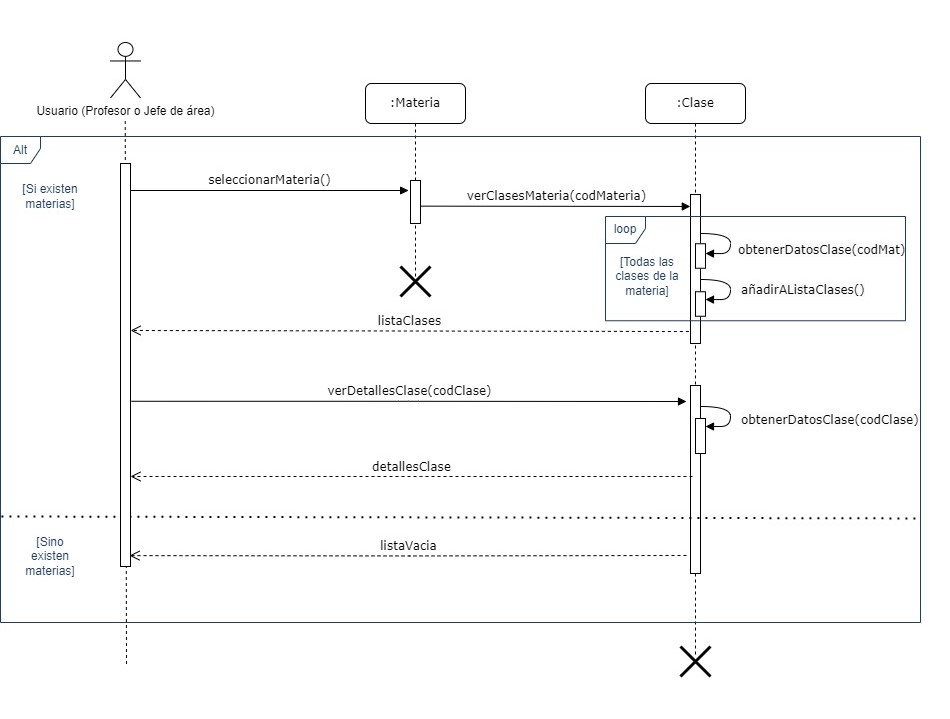 Usuario (Profesor o Jefe de área)
:Materia
:Clase
Alt
[Si existen
materias]
seleccionarMateria()
verClasesMateria(codMateria)
loop
[Todas las
clases de la
materia]
obtenerDatosClase(codMat)
añadirAListaClases()
listaClases
verDetallesClase(codClase)
obtenerDatosClase(codClase)
detallesClase
[Sino
existen
materias]
listaVacia